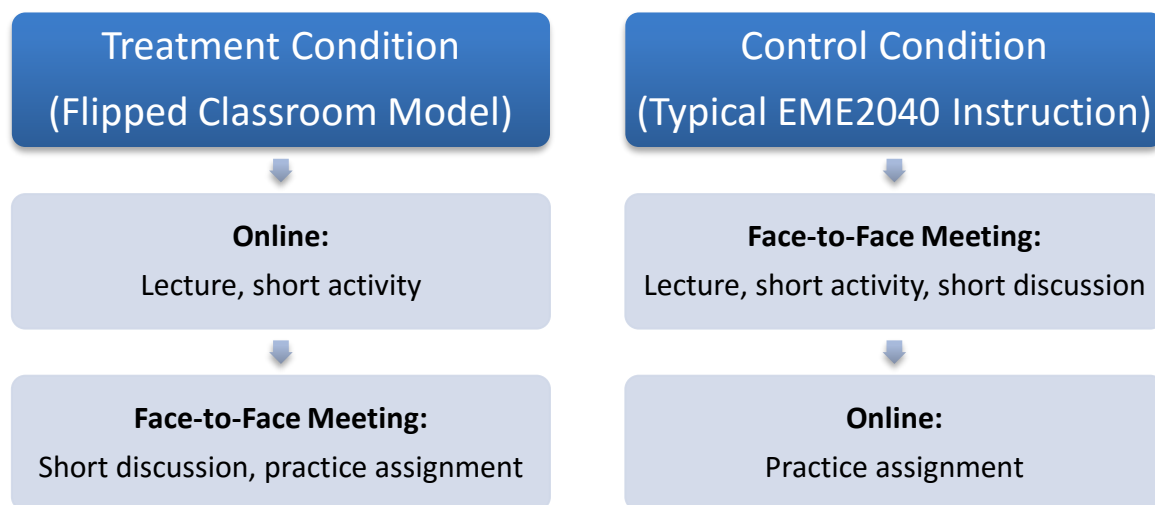 Treatment Condition
(Flipped Classroom Model)
Online:
Lecture, short activity
Face-to-Face Meeting:
Short discussion, practice assignment
Control Condition
(Typical EME2040 Instruction)
Face-to-Face Meeting:
Lecture, short activity, short discussion
Online:
Practice assignment